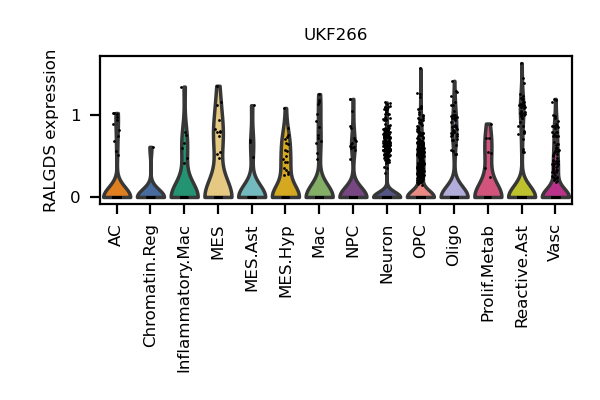 UKF266
RALGDS expression
1
0
AC
Chromatin.Reg
Inflammatory.Mac
MES
MES.Ast
MES.Hyp
Mac
NPC
Neuron
OPC
Oligo
Prolif.Metab
Reactive.Ast
Vasc